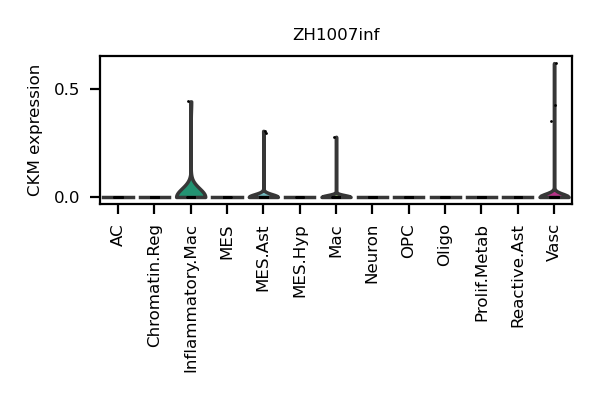 ZH1007inf
CKM expression
0.5
0.0
AC
Chromatin.Reg
Inflammatory.Mac
MES
MES.Ast
MES.Hyp
Mac
Neuron
OPC
Oligo
Prolif.Metab
Reactive.Ast
Vasc